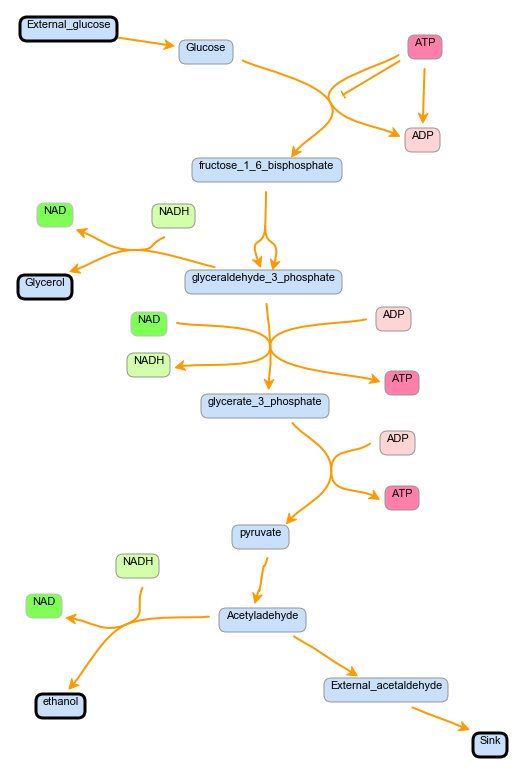 External_glucose
Glucose
ATP
ADP
fructose_1_6_bisphosphate
NAD
NADH
Glycerol
glyceraldehyde_3_phosphate
NAD
ADP
NADH
ATP
glycerate_3_phosphate
ADP
ATP
pyruvate
NADH
NAD
Acetyladehyde
External_acetaldehyde
ethanol
Sink